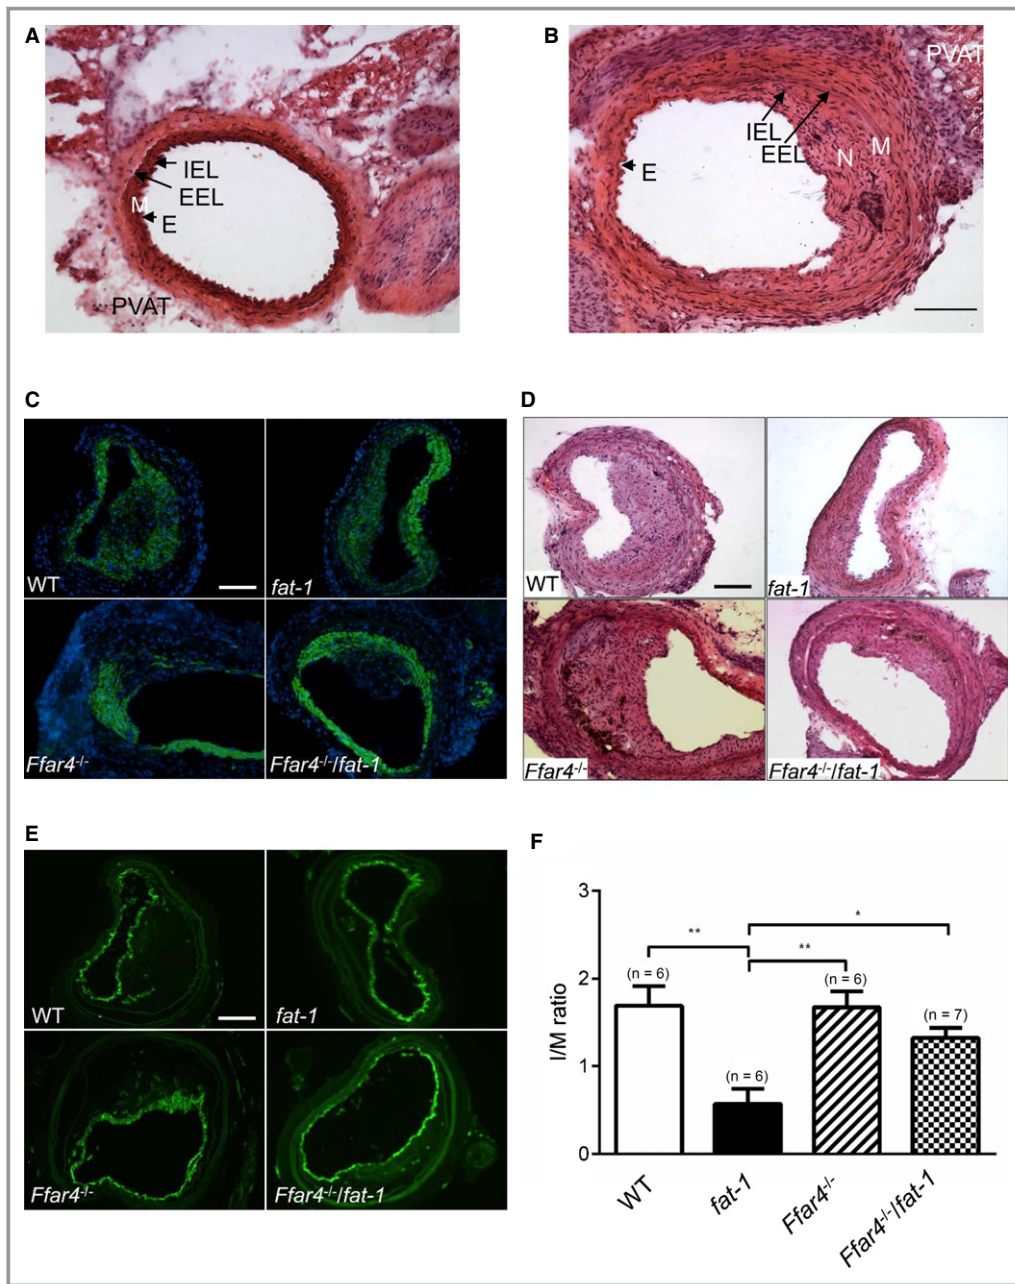 A
IEL
EEL
M
E
PVAT
B
PVAT
IEL
EEL
N
M
E
C
WT
fat-1
Ffar4-/-
Ffar4-/-/fat-1
D
WT
fat-1
Ffar4-/-
Ffar4-/-/fat-1
E
WT
fat-1
Ffar4-/-
Ffar4-/-/fat-1
F
I/M ratio
3
2
1
0
**
**
*
(n = 6)
(n = 6)
(n = 6)
(n = 7)
WT
fat-1
Ffar4-/-
Ffar4-/-/fat-1